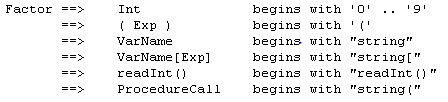 Factor ==> Int begins with '0' .. '9'
==> ( Exp ) begins with '('
==> VarName begins with "string"
==> VarName[Exp] begins with "string["
==> readInt() begins with "readInt()"
==> ProcedureCall begins with "string("